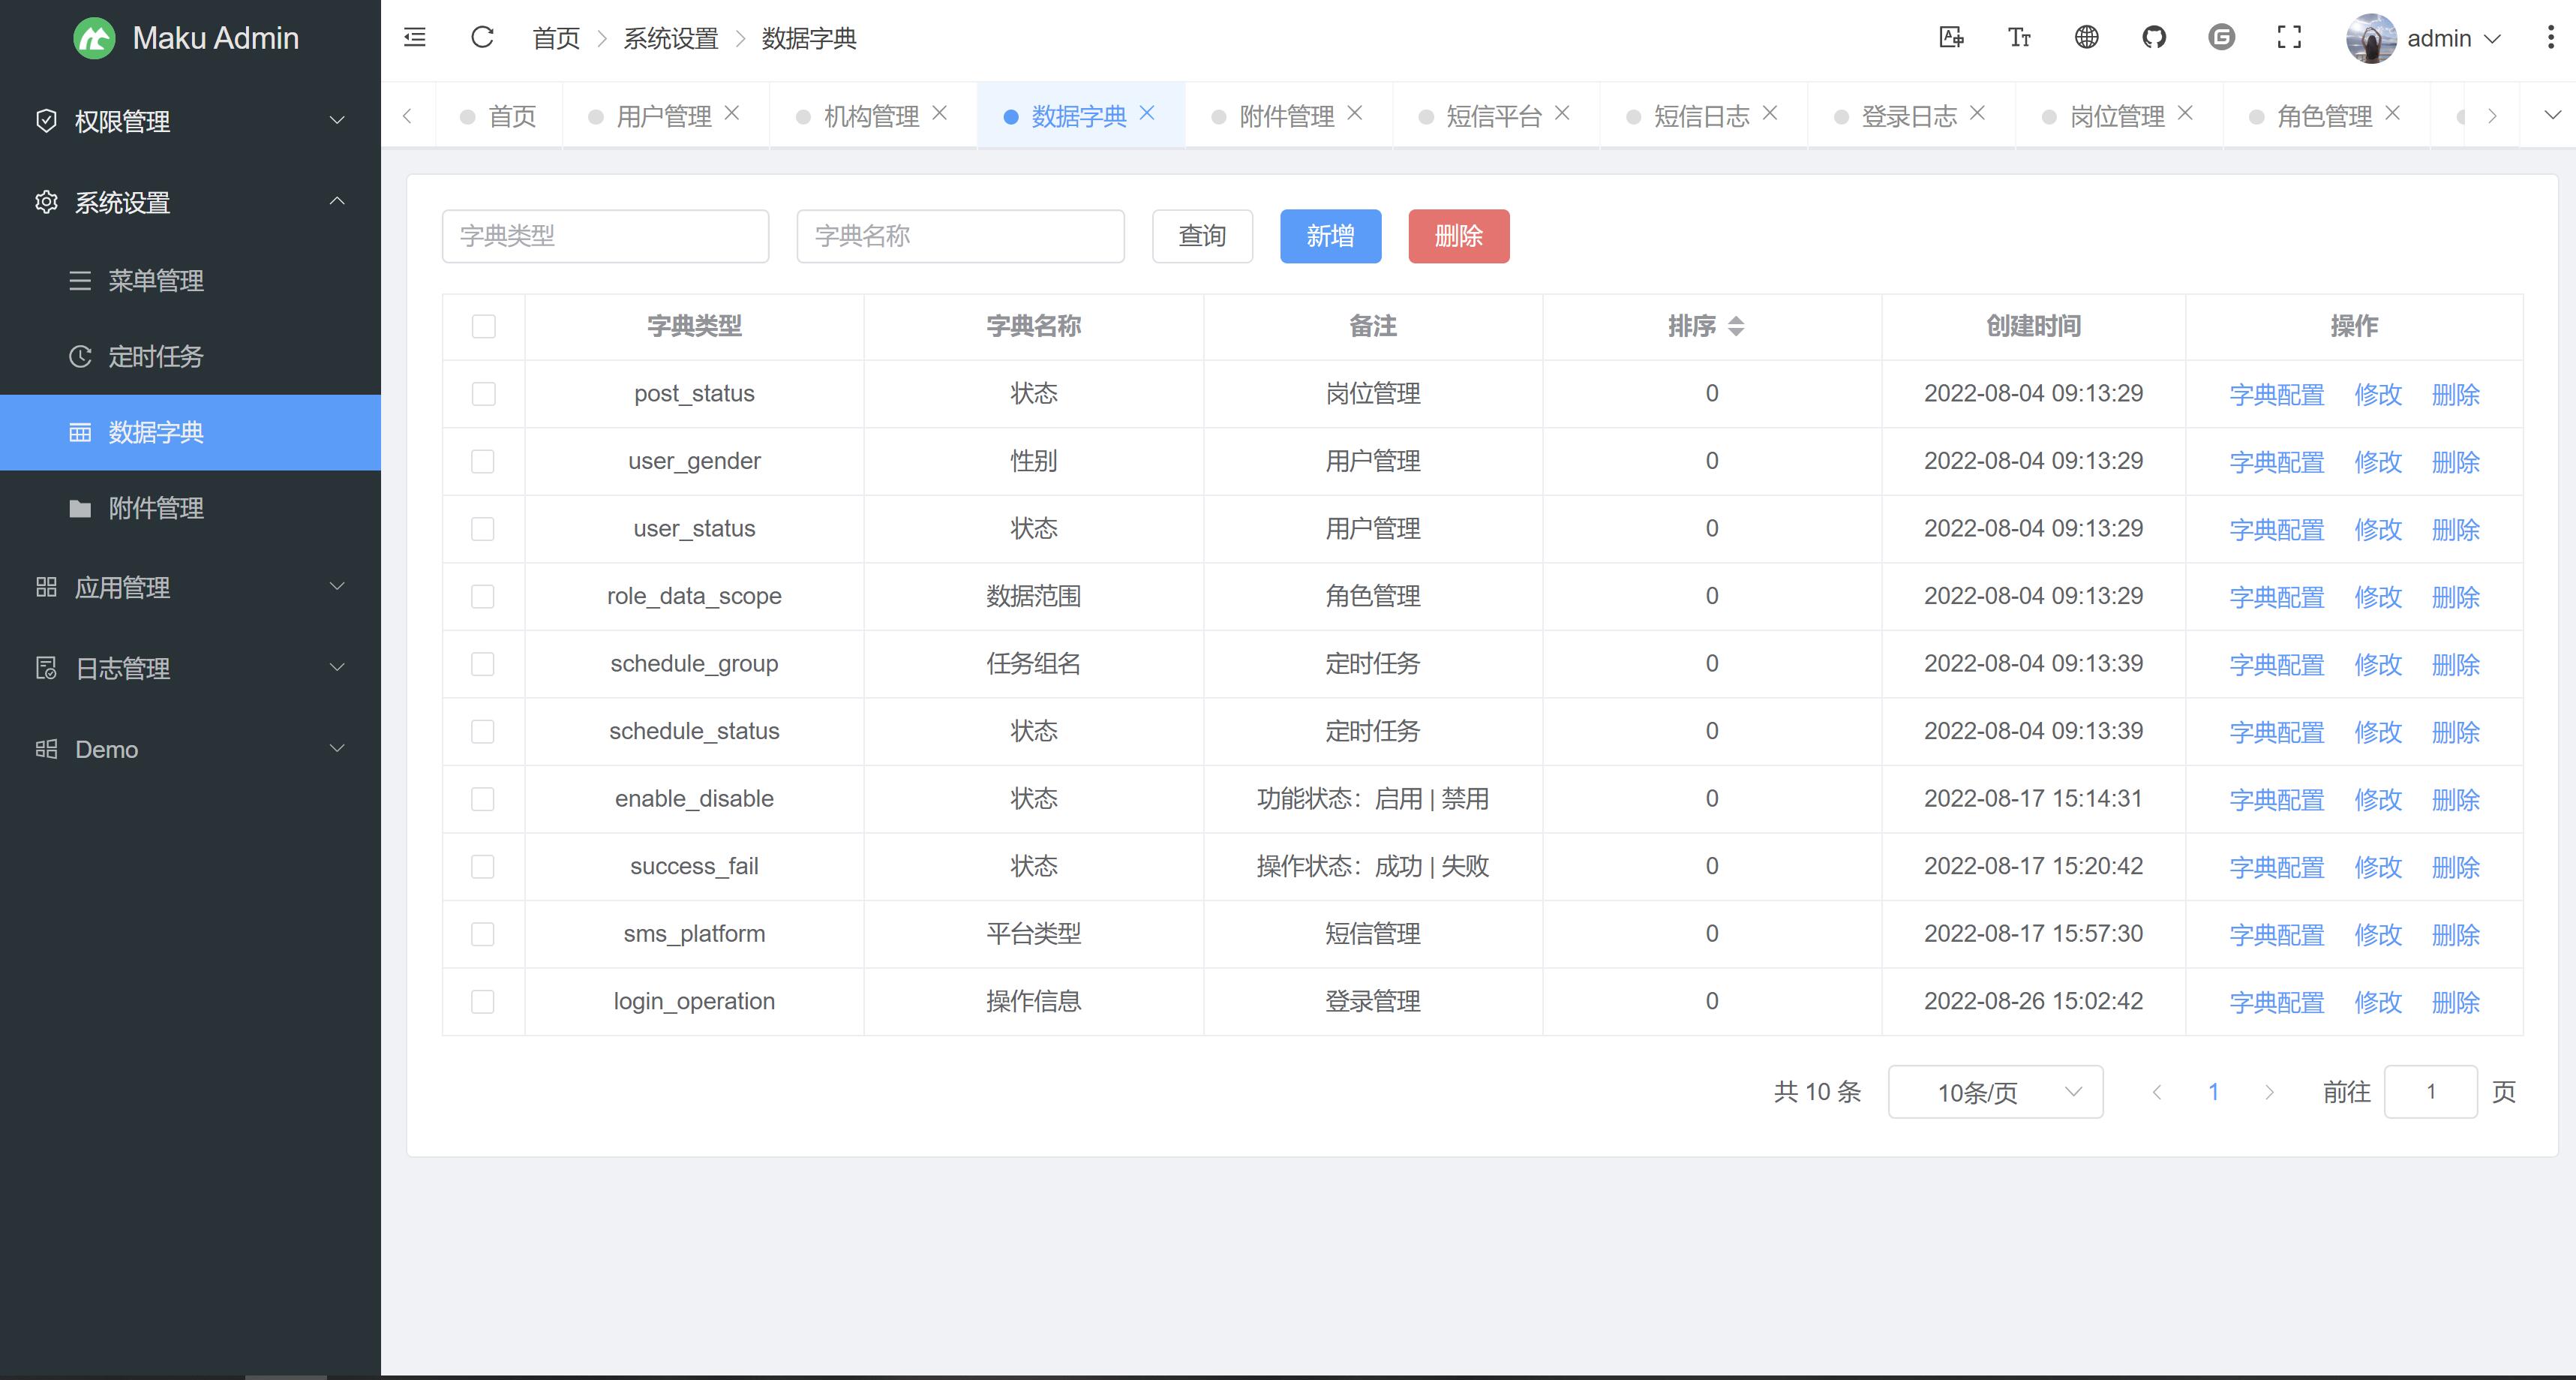 Maku Admin
首页 > 系统设置 > 数据字典
admin
首页 用户管理 机构管理 数据字典 附件管理 短信平台 短信日志 登录日志 岗位管理 角色管理
权限管理
系统设置
菜单管理
定时任务
数据字典
附件管理
应用管理
日志管理
Demo
字典类型 字典名称 查询 新增 删除
字典类型 字典名称 备注 排序 创建时间 操作
post_status 状态 岗位管理 0 2022-08-04 09:13:29 字典配置 修改 删除
user_gender 性别 用户管理 0 2022-08-04 09:13:29 字典配置 修改 删除
user_status 状态 用户管理 0 2022-08-04 09:13:29 字典配置 修改 删除
role_data_scope 数据范围 角色管理 0 2022-08-04 09:13:29 字典配置 修改 删除
schedule_group 任务组名 定时任务 0 2022-08-04 09:13:39 字典配置 修改 删除
schedule_status 状态 定时任务 0 2022-08-04 09:13:39 字典配置 修改 删除
enable_disable 状态 功能状态：启用 | 禁用 0 2022-08-17 15:14:31 字典配置 修改 删除
success_fail 状态 操作状态：成功 | 失败 0 2022-08-17 15:20:42 字典配置 修改 删除
sms_platform 平台类型 短信管理 0 2022-08-17 15:57:30 字典配置 修改 删除
login_operation 操作信息 登录管理 0 2022-08-26 15:02:42 字典配置 修改 删除
共 10 条 10条/页 1 前往 1 页